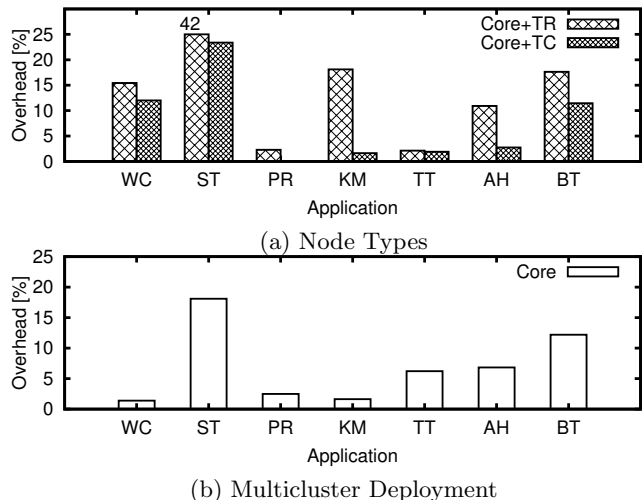 42
25
20
15
10
5
0
Overhead [%]
Core+TR
Core+TC
WC ST PR KM TT AH BT
Application
(a) Node Types
25
20
15
10
5
0
Overhead [%]
Core
WC ST PR KM TT AH BT
Application
(b) Multicluster Deployment